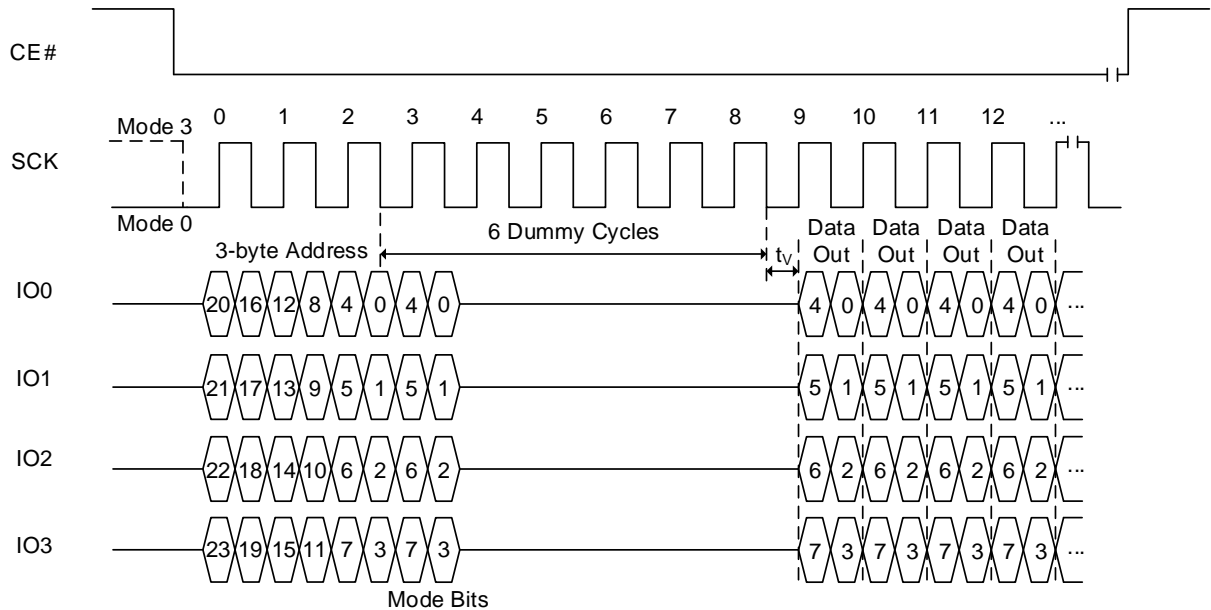 CE#
0 1 2 3 4 5 6 7 8 9 10 11 12 ...
Mode 3
SCK
Mode 0
6 Dummy Cycles
Data Data Data Data
3-byte Address
tV
Out Out Out Out
IO0
20 16 12 8 4 0 4 0 4 0 4 0 4 0 4 0 ...
IO1
21 17 13 9 5 1 5 1 5 1 5 1 5 1 5 1 ...
IO2
22 18 14 10 6 2 6 2 6 2 6 2 6 2 6 2 ...
IO3
23 19 15 11 7 3 7 3 7 3 7 3 7 3 7 3 ...
Mode Bits